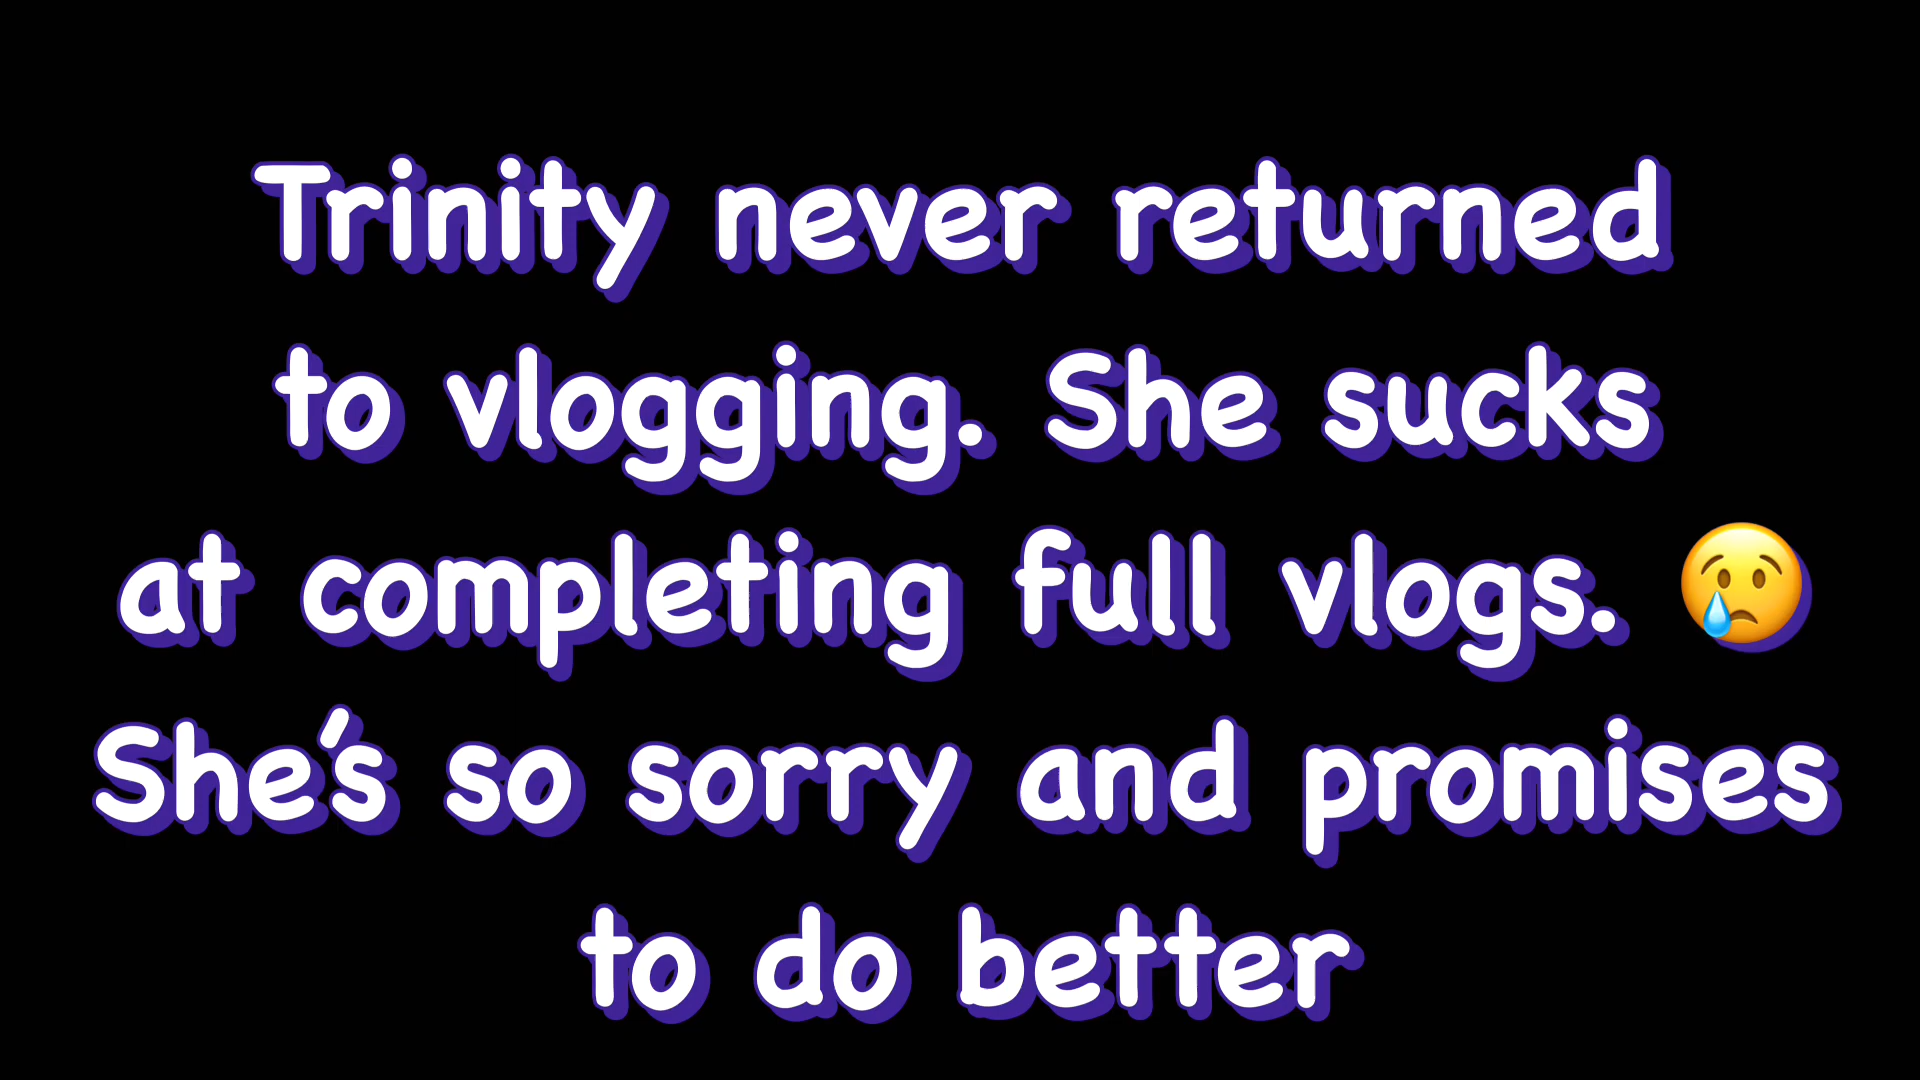 Trinity never returned
to vlogging. She sucks
at completing full vlogs. 😢
She's so sorry and promises
to do better